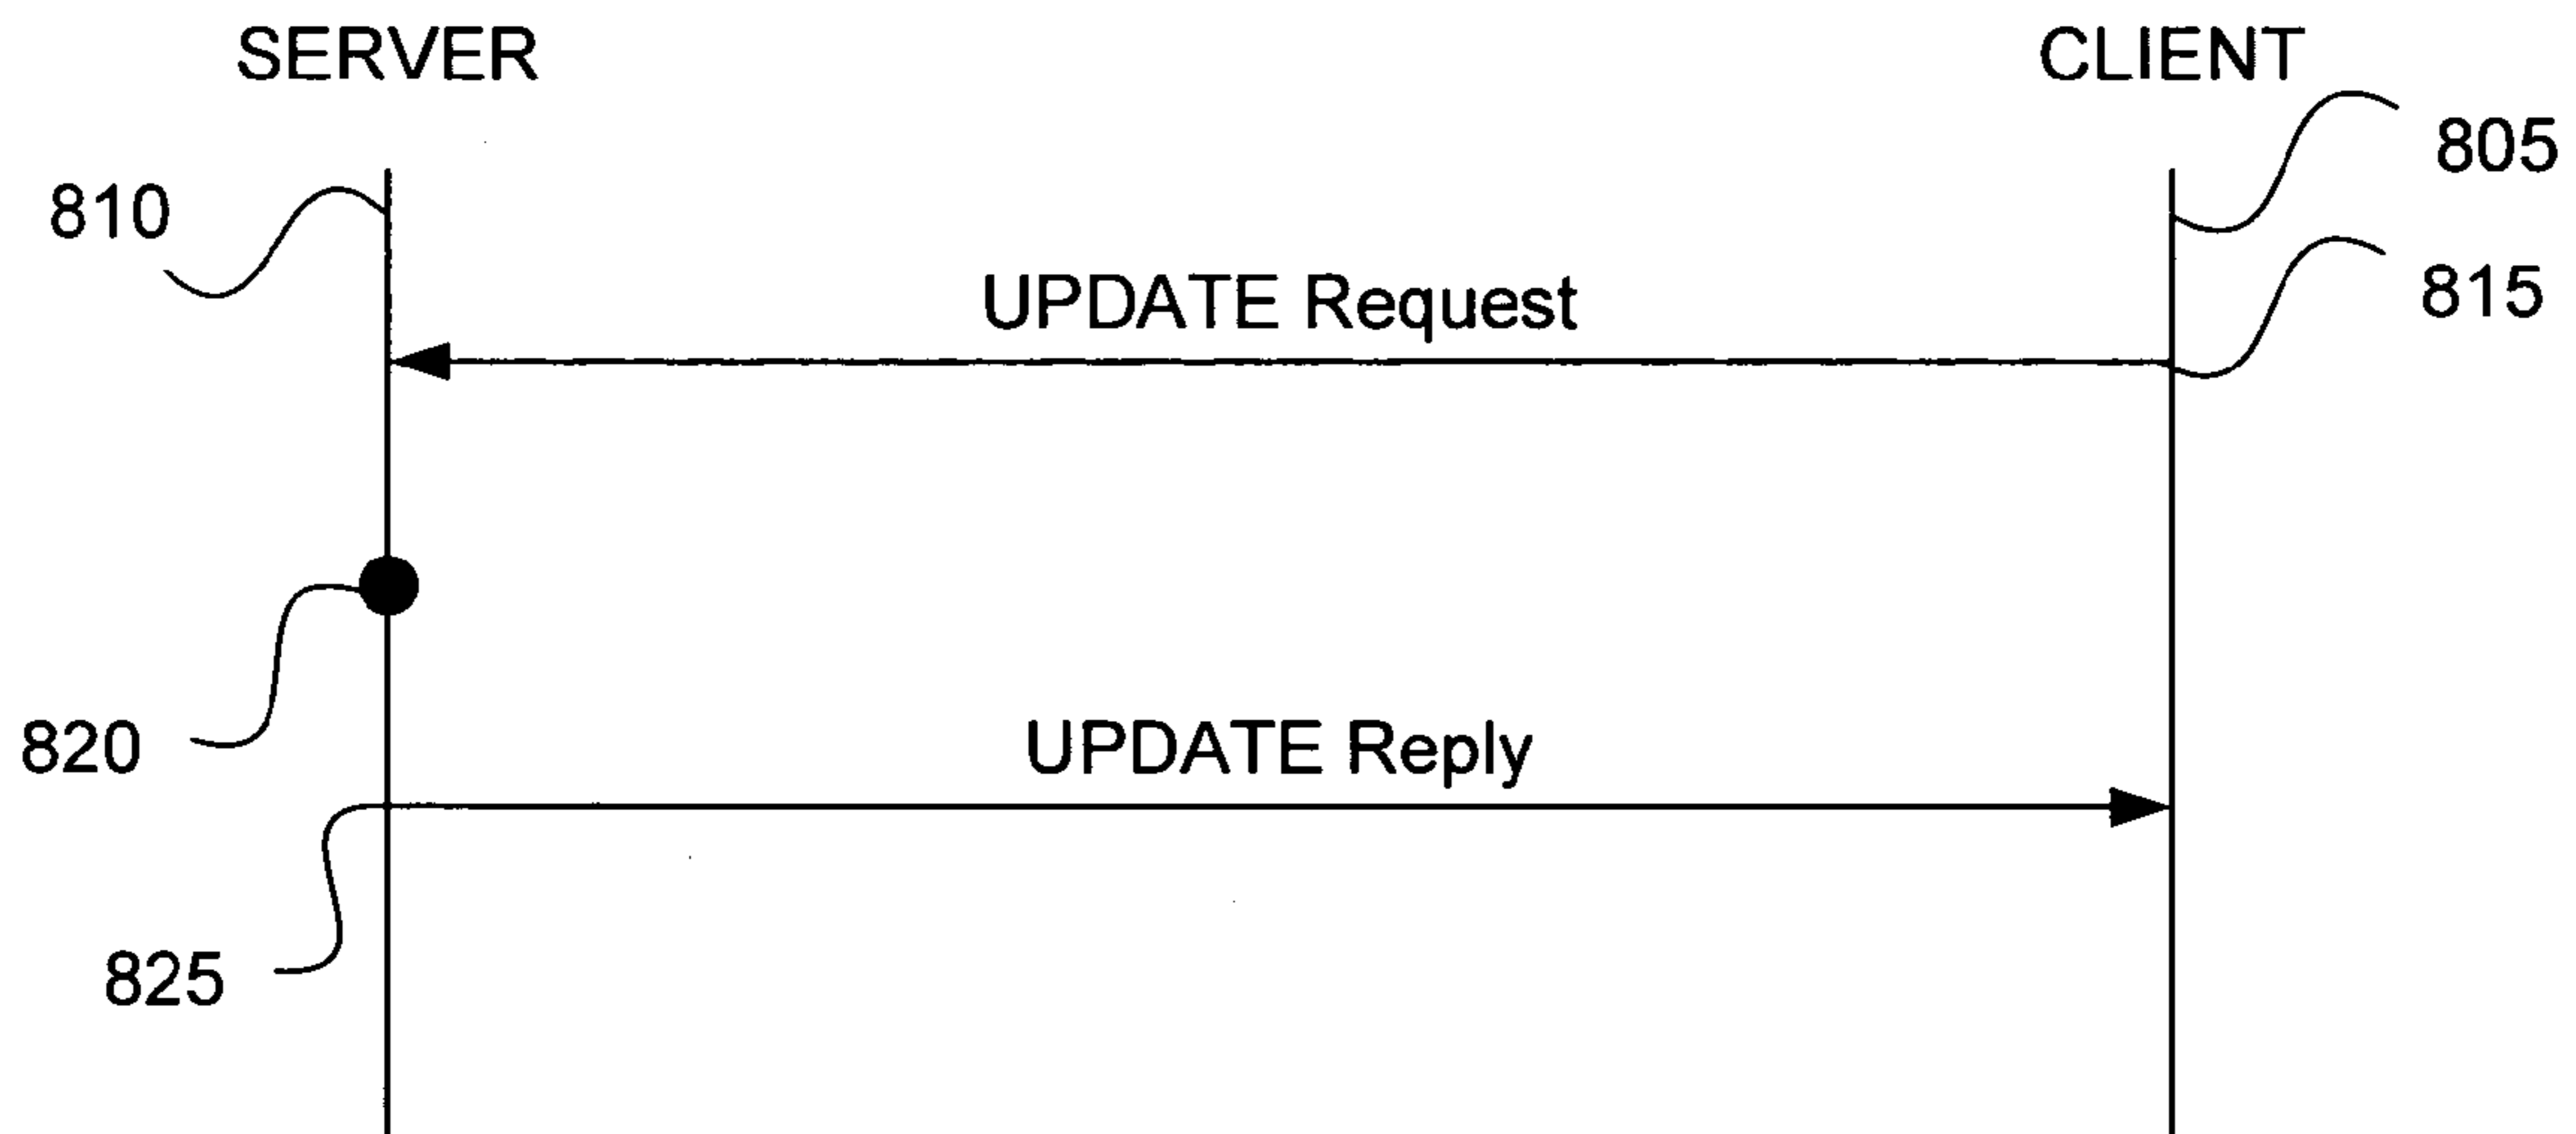 SERVER
CLIENT
805
810
815
UPDATE Request
820
UPDATE Reply
825